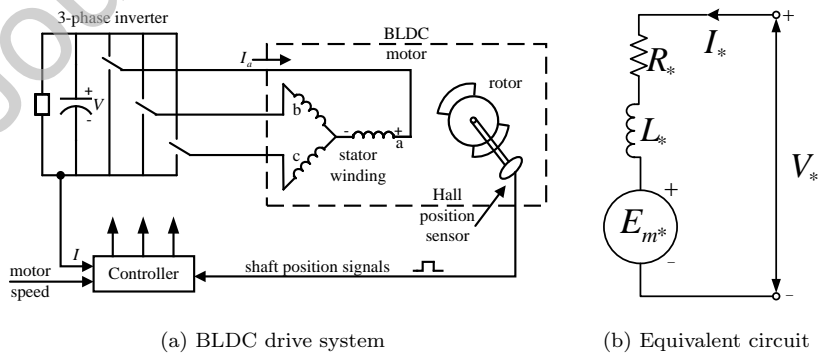 3-phase inverter
BLDC
motor
I_a
rotor
V
+
-
b
c
- +
a
stator
winding
Hall
position
sensor
I
motor
speed
Controller
shaft position signals
(a) BLDC drive system
I_*
+
R_*
L_*
V_*
+
E_m*
-
-
(b) Equivalent circuit